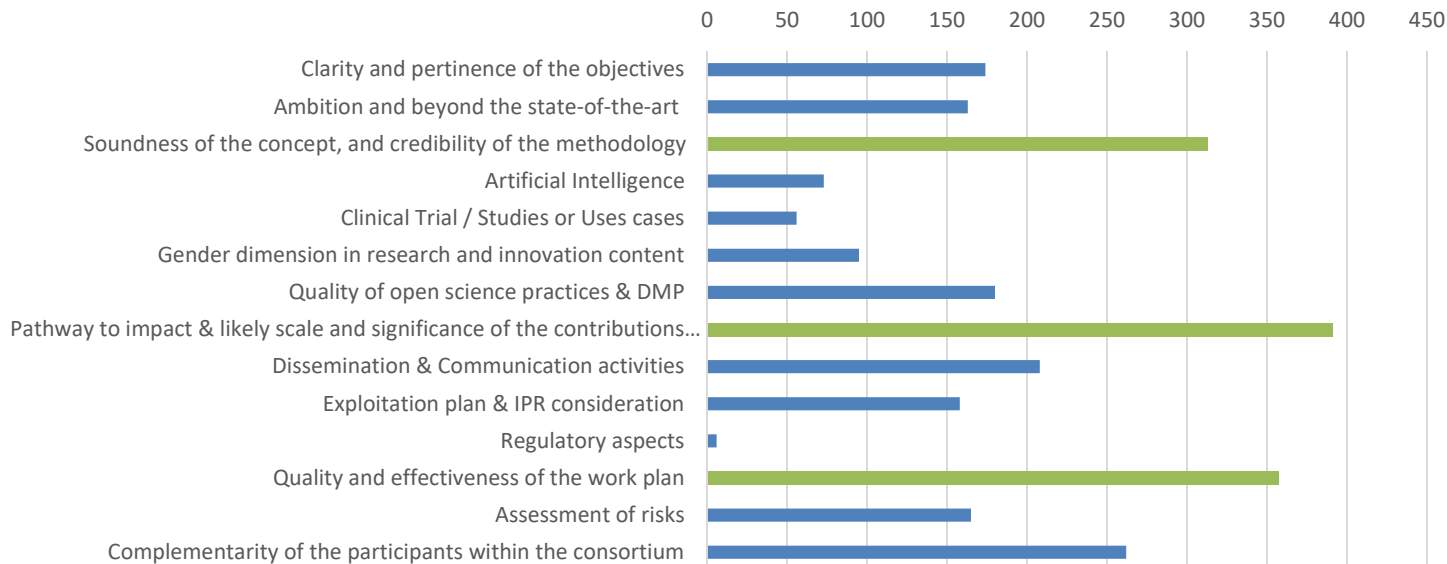 0 50 100 150 200 250 300 350 400 450
Clarity and pertinence of the objectives
Ambition and beyond the state-of-the-art
Soundness of the concept, and credibility of the methodology
Artificial Intelligence
Clinical Trial / Studies or Uses cases
Gender dimension in research and innovation content
Quality of open science practices & DMP
Pathway to impact & likely scale and significance of the contributions...
Dissemination & Communication activities
Exploitation plan & IPR consideration
Regulatory aspects
Quality and effectiveness of the work plan
Assessment of risks
Complementarity of the participants within the consortium